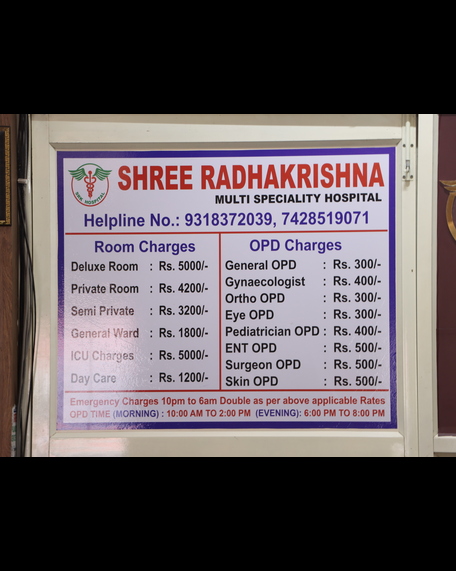 SHREE RADHAKRISHNA
MULTI SPECIALITY HOSPITAL
SRK HOSPITAL
Helpline No.: 9318372039, 7428519071
Room Charges
Deluxe Room : Rs. 5000/-
Private Room : Rs. 4200/-
Semi Private : Rs. 3200/-
General Ward : Rs. 1800/-
ICU Charges : Rs. 5000/-
Day Care : Rs. 1200/-
OPD Charges
General OPD : Rs. 300/-
Gynaecologist : Rs. 400/-
Ortho OPD : Rs. 300/-
Eye OPD : Rs. 300/-
Pediatrician OPD : Rs. 400/-
ENT OPD : Rs. 500/-
Surgeon OPD : Rs. 500/-
Skin OPD : Rs. 500/-
Emergency Charges 10pm to 6am Double as per above applicable Rates
OPD TIME (MORNING) : 10:00 AM TO 2:00 PM (EVENING): 6:00 PM TO 8:00 PM